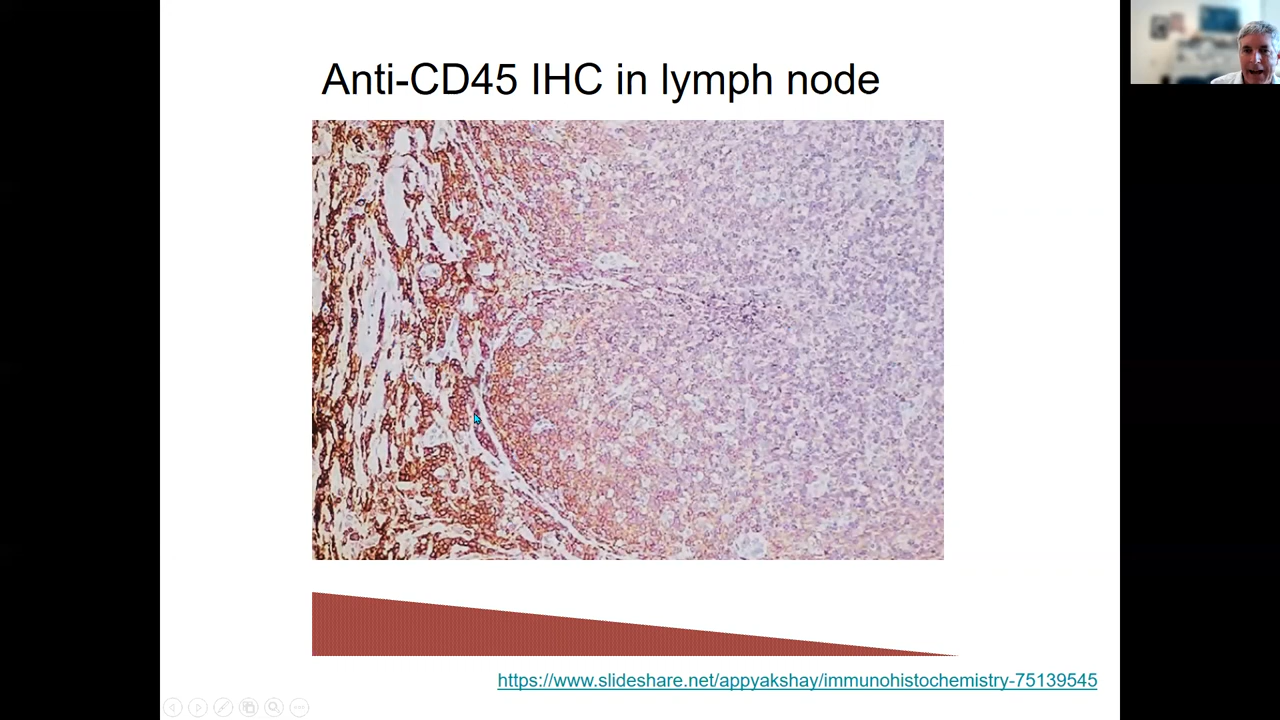 Anti-CD45 IHC in lymph node
https://www.slideshare.net/appyakshay/immunohistochemistry-75139545